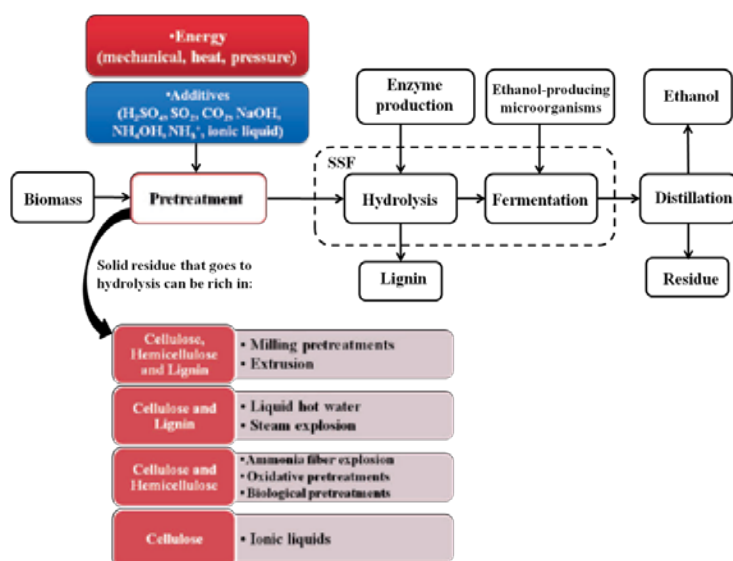 •Energy
(mechanical, heat, pressure)
•Additives
(H₂SO₄, SO₂, CO₂, NaOH,
NH₄OH, NH₃⁺, ionic liquid)
Enzyme
production
Ethanol-producing
microorganisms
Ethanol
SSF
Biomass
Pretreatment
Hydrolysis
Fermentation
Distillation
Lignin
Residue
Solid residue that goes to
hydrolysis can be rich in:
Cellulose,
Hemicellulose
and Lignin
• Milling pretreatments
• Extrusion
Cellulose and
Lignin
• Liquid hot water
• Steam explosion
Cellulose and
Hemicellulose
•Ammonia fiber explosion
•Oxidative pretreatments
•Biological pretreatments
Cellulose
• Ionic liquids